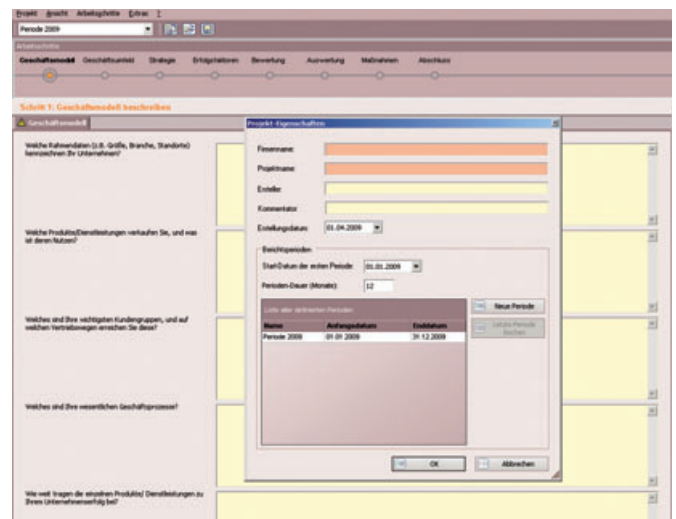 Projekt Ansicht Arbeitsschritte Extras ?
Periode 2009
Arbeitsschritte
Geschäftsmodell Geschäftsumfeld Strategie Erfolgsfaktoren Bewertung Auswertung Maßnahmen Abschluss
Schritt 1: Geschäftsmodell beschreiben
Geschäftsmodell
Welche Rahmendaten (z.B. Größe, Branche, Standorte)
kennzeichnen Ihr Unternehmen?
Welche Produkte/Dienstleistungen verkaufen Sie, und was
ist deren Nutzen?
Welches sind Ihre wichtigsten Kundengruppen, und auf
welchen Vertriebswegen erreichen Sie diese?
Welches sind Ihre wesentlichen Geschäftsprozesse?
Wie weit tragen die einzelnen Produkte/ Dienstleistungen zu
Ihrem Unternehmenserfolg bei?
Projekt-Eigenschaften
Firmenname:
Projektname:
Ersteller:
Kommentator:
Erstellungsdatum: 01.04.2009
Berichtsperioden
Start-Datum der ersten Periode: 01.01.2009
Perioden-Dauer (Monate): 12
Liste aller definierten Perioden
Name Anfangsdatum Enddatum
Periode 2009 01.01.2009 31.12.2009
Neue Periode
Letzte Periode
löschen
OK Abbrechen